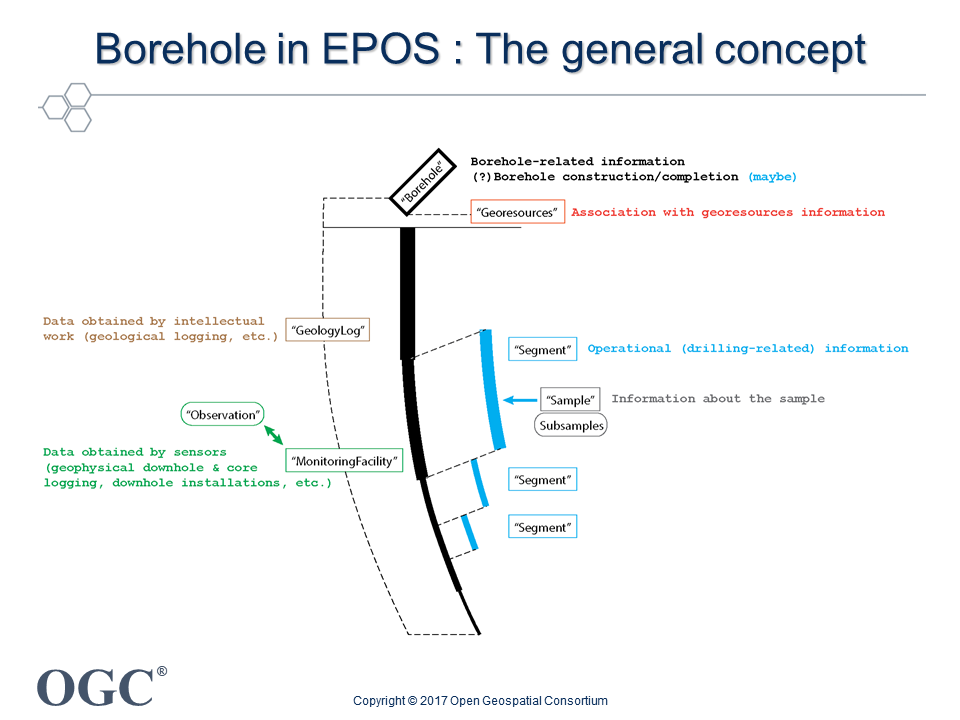 Borehole in EPOS : The general concept
"Borehole"
Borehole-related information
(?)Borehole construction/completion (maybe)
"Georesources" Association with georesources information
Data obtained by intellectual
work (geological logging, etc.)
"GeologyLog"
"Segment" Operational (drilling-related) information
"Sample" Information about the sample
Subsamples
"Observation"
Data obtained by sensors
(geophysical downhole & core
logging, downhole installations, etc.)
"MonitoringFacility"
"Segment"
"Segment"
OGC®
Copyright © 2017 Open Geospatial Consortium